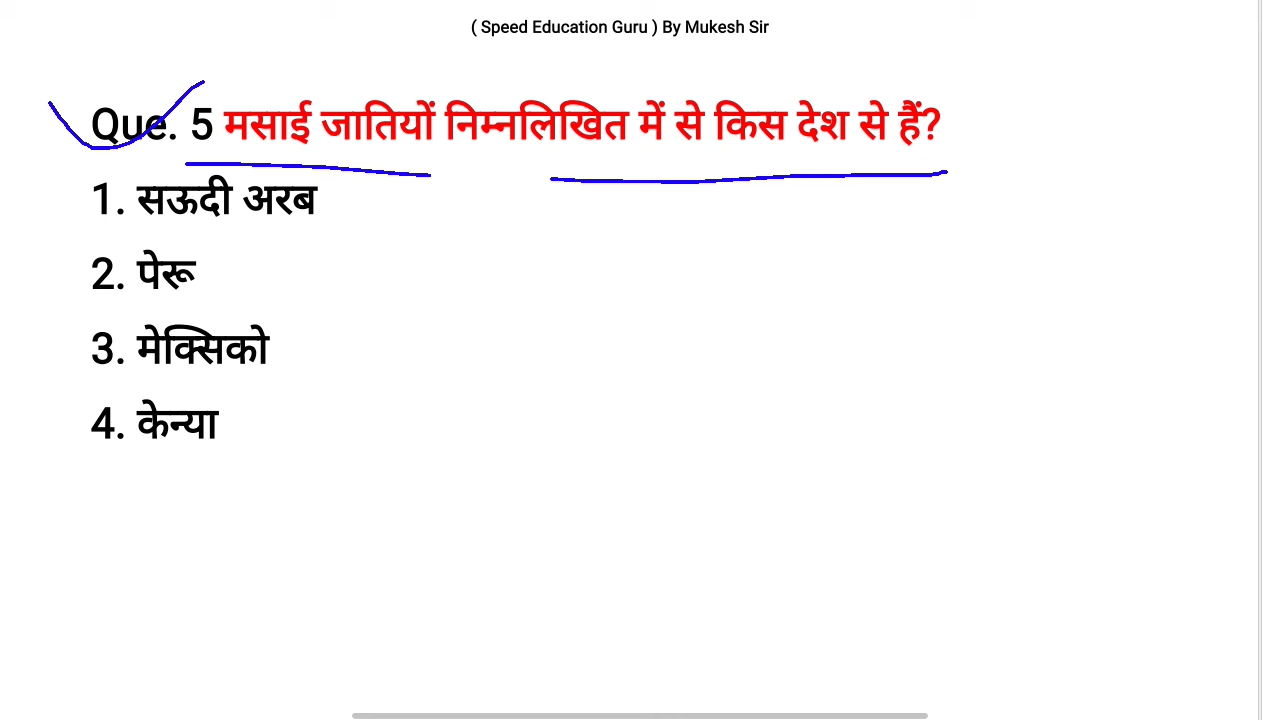 ( Speed Education Guru ) By Mukesh Sir
Que. 5 मसाई जातियों निम्नलिखित में से किस देश से हैं?
1. सऊदी अरब
2. पेरू
3. मेक्सिको
4. केन्या